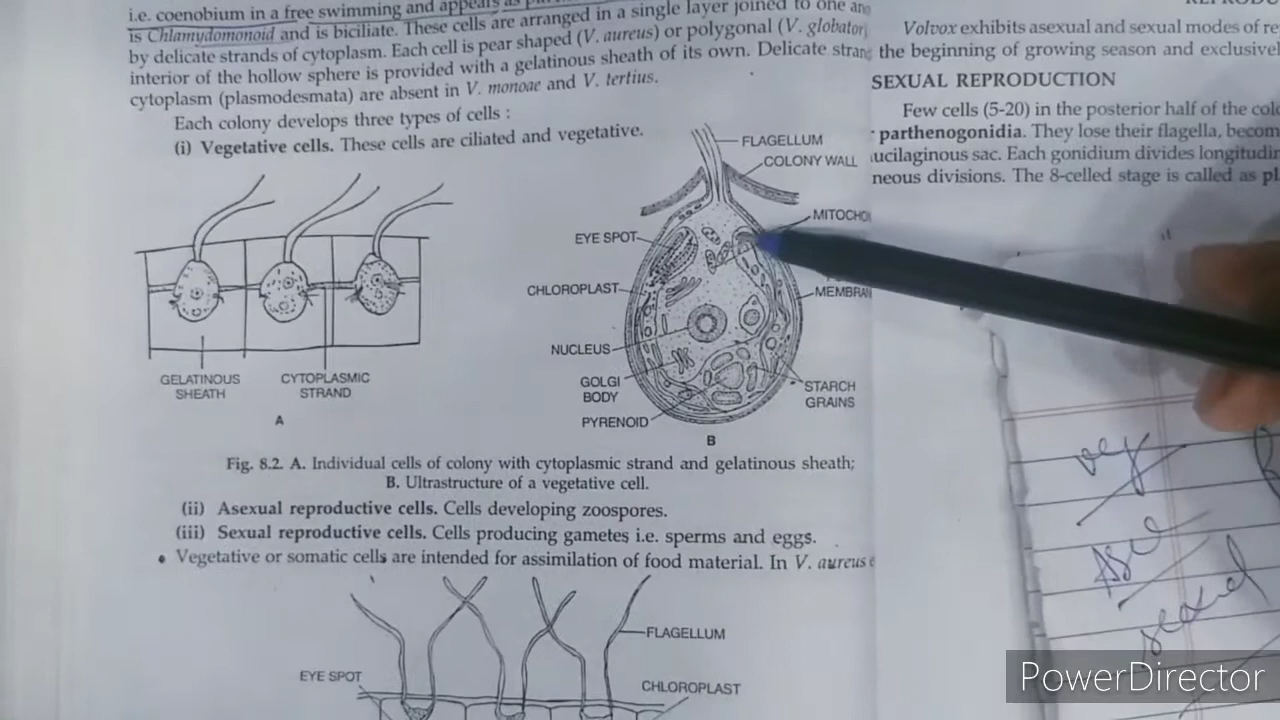 i.e. coenobium in a free swimming and appears as
is Chlamydomonoid and is biciliate. These cells are arranged in a single layer joined to one
by delicate strands of cytoplasm. Each cell is pear shaped (V. aureus) or polygonal (V. globator)
interior of the hollow sphere is provided with a gelatinous sheath of its own. Delicate
cytoplasm (plasmodesmata) are absent in V. monoae and V. tertius.
Each colony develops three types of cells :
(i) Vegetative cells. These cells are ciliated and vegetative.
FLAGELLUM
COLONY WALL
EYE SPOT
CHLOROPLAST
NUCLEUS
GOLGI
BODY
PYRENOID
STARCH
GRAINS
B
GELATINOUS
SHEATH
CYTOPLASMIC
STRAND
A
Fig. 8.2. A. Individual cells of colony with cytoplasmic strand and gelatinous sheath;
B. Ultrastructure of a vegetative cell.
(ii) Asexual reproductive cells. Cells developing zoospores.
(iii) Sexual reproductive cells. Cells producing gametes i.e. sperms and eggs.
• Vegetative or somatic cells are intended for assimilation of food material. In V. aureus
FLAGELLUM
EYE SPOT
CHLOROPLAST
Volvox exhibits asexual and sexual modes of
the beginning of growing season and
SEXUAL REPRODUCTION
Few cells (5-20) in the posterior half of the
parthenogonidia. They lose their flagella,
sac. Each gonidium divides
neous divisions. The 8-celled stage is called as
sexual
PowerDirector